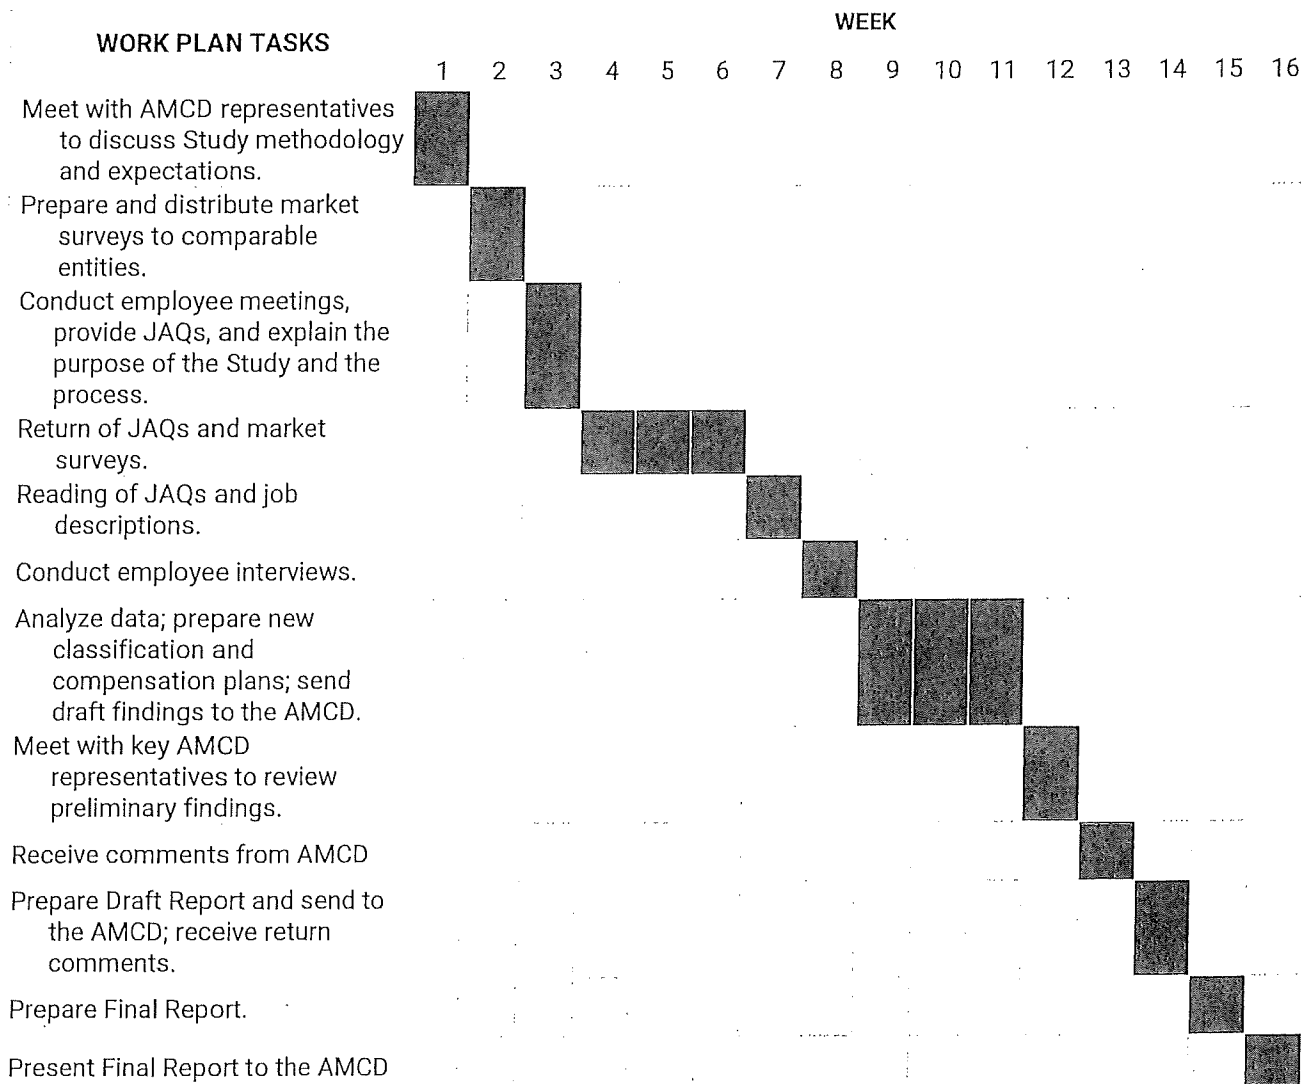 WEEK
WORK PLAN TASKS
1 2 3 4 5 6 7 8 9 10 11 12 13 14 15 16
Meet with AMCD representatives
to discuss Study methodology
and expectations.
Prepare and distribute market
surveys to comparable
entities.
Conduct employee meetings,
provide JAQs, and explain the
purpose of the Study and the
process.
Return of JAQs and market
surveys.
Reading of JAQs and job
descriptions.
Conduct employee interviews.
Analyze data; prepare new
classification and
compensation plans; send
draft findings to the AMCD.
Meet with key AMCD
representatives to review
preliminary findings.
Receive comments from AMCD
Prepare Draft Report and send to
the AMCD; receive return
comments.
Prepare Final Report.
Present Final Report to the AMCD